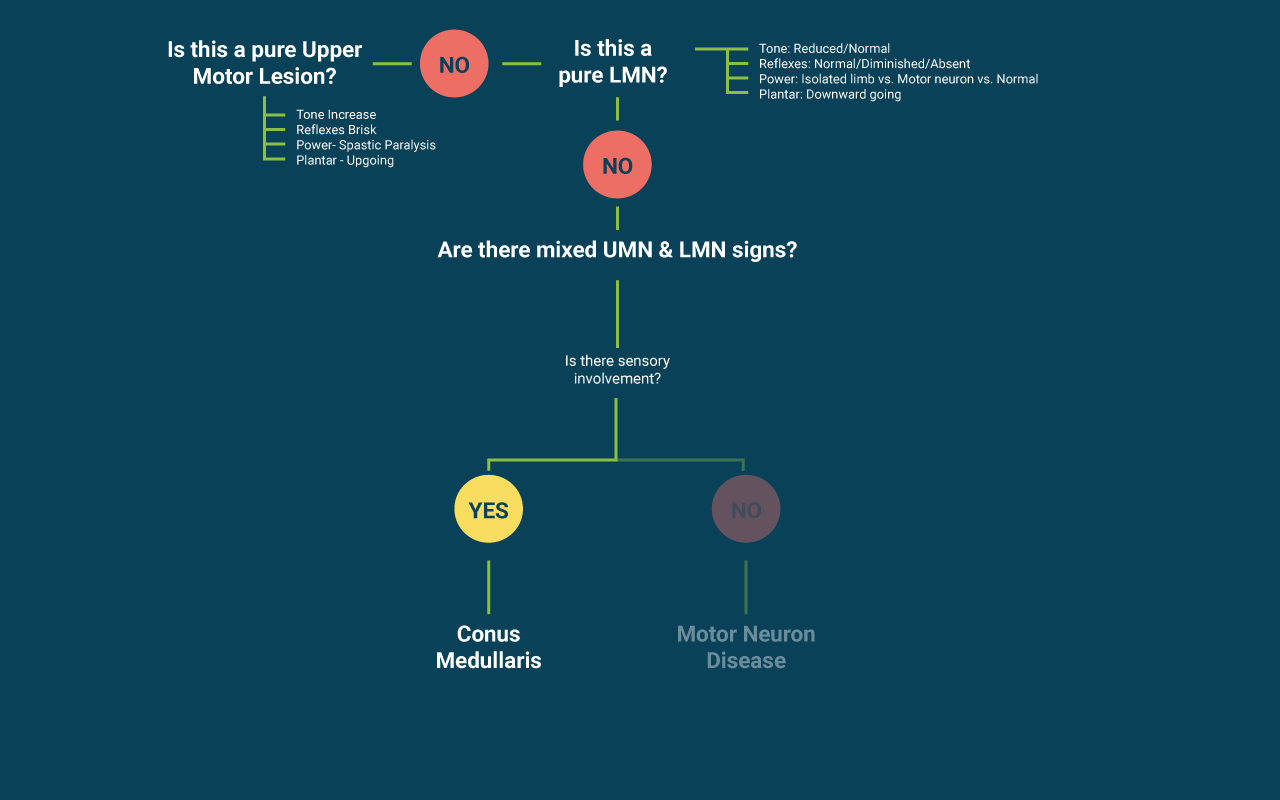 Is this a pure Upper
Motor Lesion?
NO
Is this a
pure LMN?
Tone: Reduced/Normal
Reflexes: Normal/Diminished/Absent
Power: Isolated limb vs. Motor neuron vs. Normal
Plantar: Downward going
Tone Increase
Reflexes Brisk
Power- Spastic Paralysis
Plantar - Upgoing
NO
Are there mixed UMN & LMN signs?
Is there sensory
involvement?
YES
NO
Conus
Medullaris
Motor Neuron
Disease